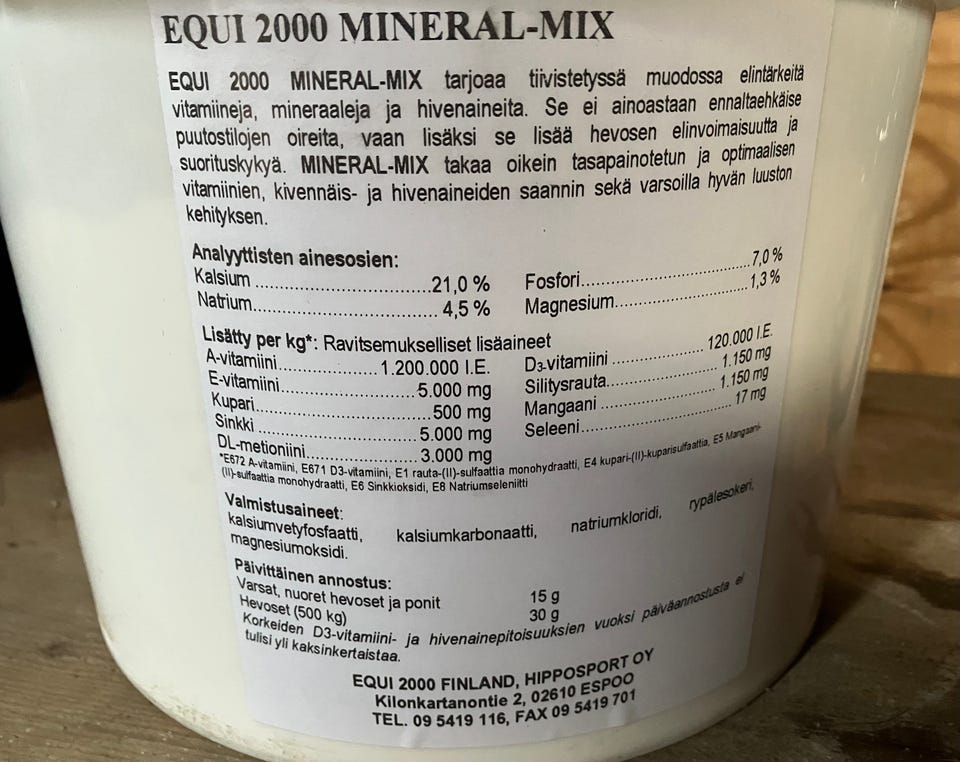 EQUI 2000 MINERAL-MIX
EQUI 2000 MINERAL-MIX tarjoaa tiivistetyssä muodossa elintärkeitä
vitamiineja, mineraaleja ja hivenaineita. Se ei ainoastaan ennaltaehkäise
puutostilojen oireita, vaan lisäksi se lisää hevosen elinvoimaisuutta ja
suorituskykyä. MINERAL-MIX takaa oikein tasapainotetun ja optimaalisen
vitamiinien, kivennäis- ja hivenaineiden saannin sekä varsoilla hyvän luuston
kehityksen.
Analyyttisten ainesosien:
Kalsium ..............................21,0 % Fosfori..............................7,0 %
Natrium.............................. 4,5 % Magnesium..............................1,3 %
Lisätty per kg*: Ravitsemukselliset lisäaineet
A-vitamiini.................. 1.200.000 I.E. D3-vitamiini .................. 120.000 I.E.
E-vitamiini........................5.000 mg Silitysrauta........................ 1.150 mg
Kupari..............................500 mg Mangaani ........................ 1.150 mg
Sinkki ..............................5.000 mg Seleeni.............................. 17 mg
DL-metioniini........................3.000 mg
*E672 A-vitamiini, E671 D3-vitamiini, E1 rauta-(II)-sulfaattia monohydraatti, E4 kupari-(II)-kuparisulfaattia, E5 Mangaani-
(II)-sulfaattia monohydraatti, E6 Sinkkioksidi, E8 Natriumseleniitti
Valmistusaineet:
kalsiumvetyfosfaatti, kalsiumkarbonaatti, natriumkloridi, rypälesokeri,
magnesiumoksidi.
Päivittäinen annostus:
Varsat, nuoret hevoset ja ponit 15 g
Hevoset (500 kg) 30 g
Korkeiden D3-vitamiini- ja hivenainepitoisuuksien vuoksi päiväannostusta ei
tulisi yli kaksinkertaistaa.
EQUI 2000 FINLAND, HIPPOSPORT OY
Kilonkartanontie 2, 02610 ESPOO
TEL. 09 5419 116, FAX 09 5419 701